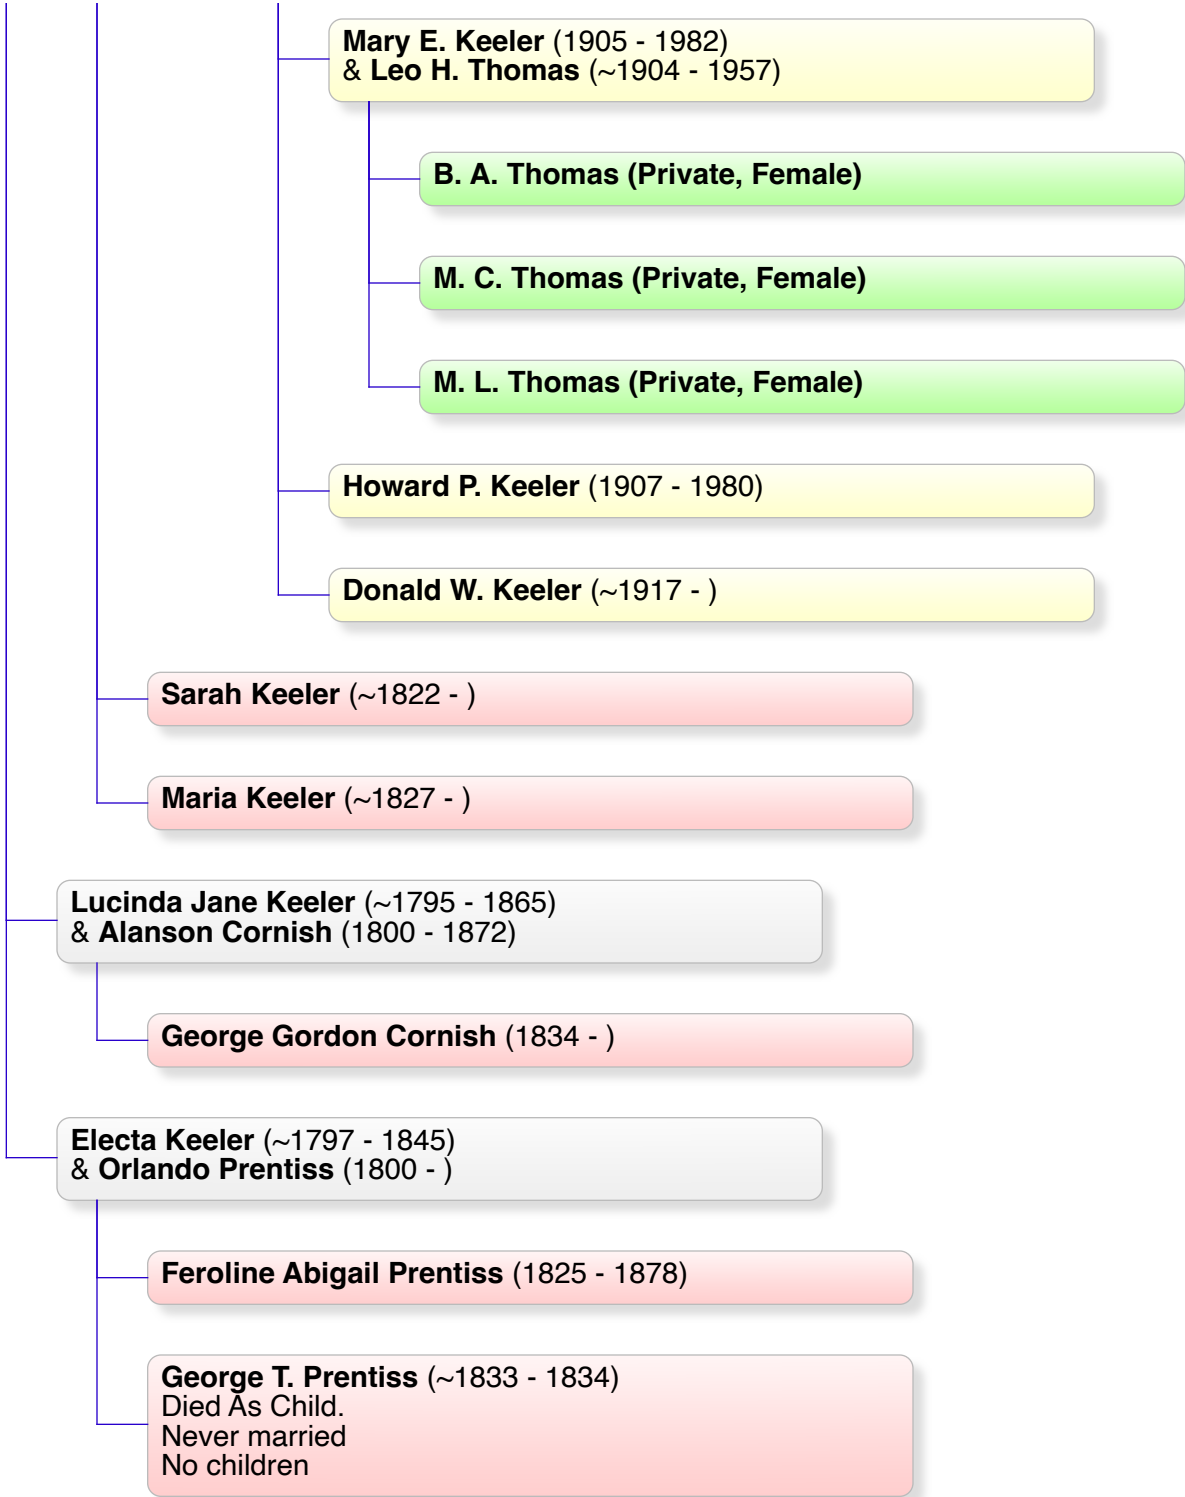 Mary E. Keeler (1905 - 1982)
& Leo H. Thomas (~1904 - 1957)
B. A. Thomas (Private, Female)
M. C. Thomas (Private, Female)
M. L. Thomas (Private, Female)
Howard P. Keeler (1907 - 1980)
Donald W. Keeler (~1917 - )
Sarah Keeler (~1822 - )
Maria Keeler (~1827 - )
Lucinda Jane Keeler (~1795 - 1865)
& Alanson Cornish (1800 - 1872)
George Gordon Cornish (1834 - )
Electa Keeler (~1797 - 1845)
& Orlando Prentiss (1800 - )
Feroline Abigail Prentiss (1825 - 1878)
George T. Prentiss (~1833 - 1834)
Died As Child.
Never married
No children